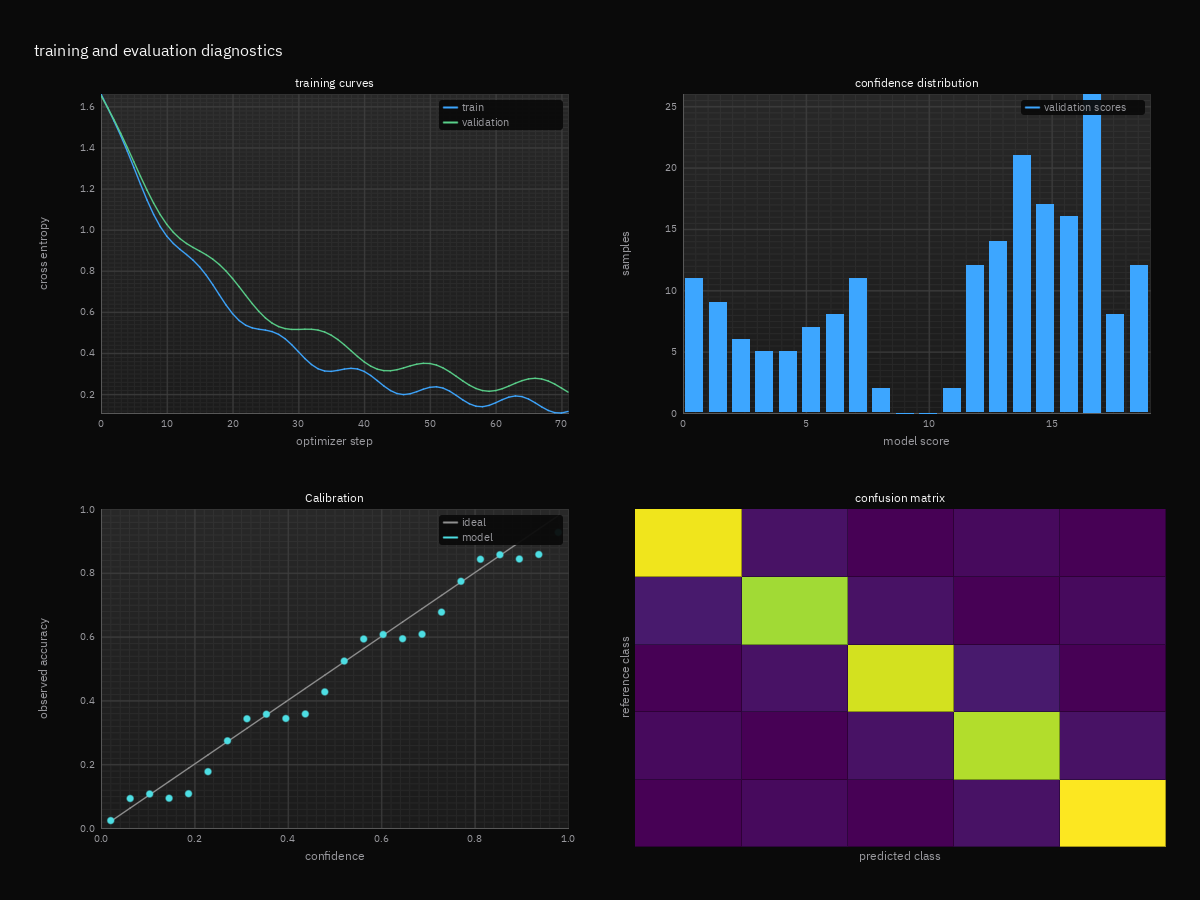 training and evaluation diagnostics
training curves
train
validation
1.6
1.4
1.2
1.0
0.8
0.6
0.4
0.2
cross entropy
0 10 20 30 40 50 60 70
optimizer step
confidence distribution
validation scores
25
20
15
10
5
0
samples
0 5 10 15
model score
Calibration
ideal
model
1.0
0.8
0.6
0.4
0.2
0.0
observed accuracy
0.0 0.2 0.4 0.6 0.8 1.0
confidence
confusion matrix
reference class
predicted class